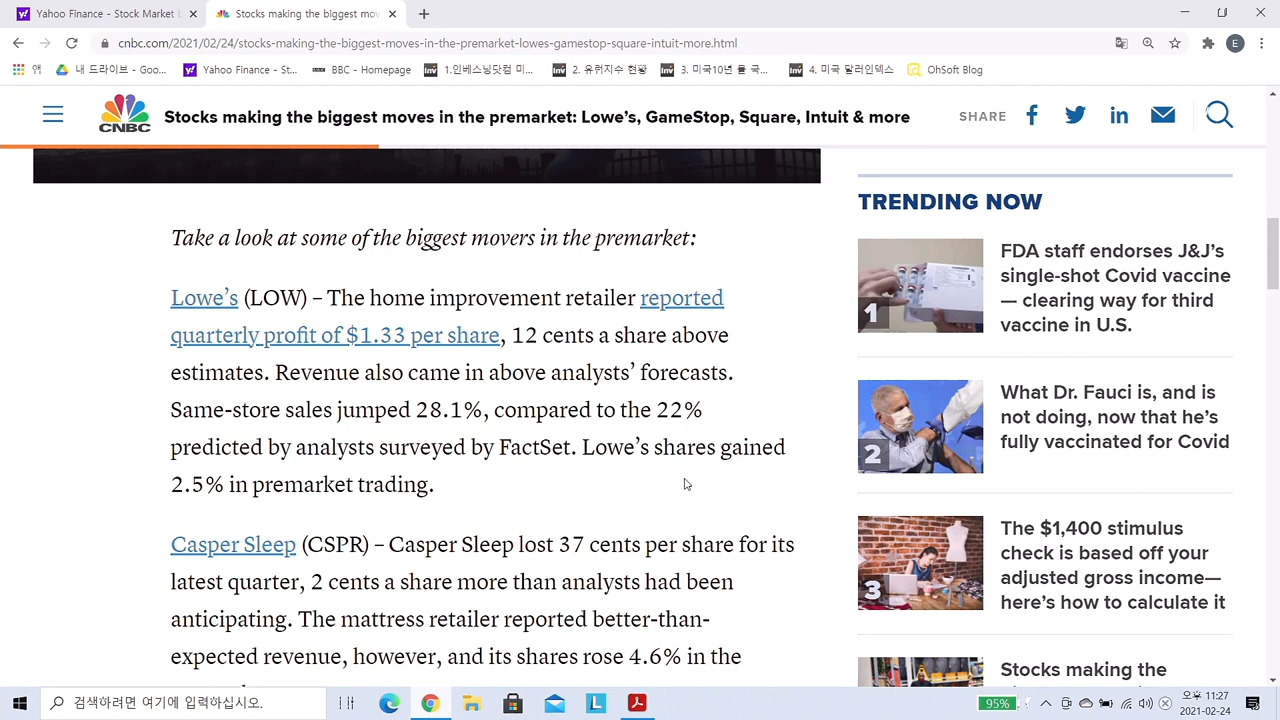 Yahoo Finance - Stock Market L
Stocks making the biggest mov
cnbc.com/2021/02/24/stocks-making-the-biggest-moves-in-the-premarket-lowes-gamestop-square-intuit-more.html
E
앱
내 드라이브 - Goo...
Yahoo Finance - St...
BBC - Homepage
Inv 1.인베스닝닷컴 미...
Inv 2. 유럽지수 현황
Inv 3. 미국10년 물 국...
Inv 4. 미국 달러인덱스
OhSoft Blog
CNBC
Stocks making the biggest moves in the premarket: Lowe's, GameStop, Square, Intuit & more
SHARE
Take a look at some of the biggest movers in the premarket:
Lowe’s (LOW) – The home improvement retailer reported
quarterly profit of $1.33 per share, 12 cents a share above
estimates. Revenue also came in above analysts’ forecasts.
Same-store sales jumped 28.1%, compared to the 22%
predicted by analysts surveyed by FactSet. Lowe’s shares gained
2.5% in premarket trading.
Casper Sleep (CSPR) – Casper Sleep lost 37 cents per share for its
latest quarter, 2 cents a share more than analysts had been
anticipating. The mattress retailer reported better-than-
expected revenue, however, and its shares rose 4.6% in the
TRENDING NOW
1
FDA staff endorses J&J’s
single-shot Covid vaccine
— clearing way for third
vaccine in U.S.
2
What Dr. Fauci is, and is
not doing, now that he’s
fully vaccinated for Covid
3
The $1,400 stimulus
check is based off your
adjusted gross income—
here’s how to calculate it
Stocks making the
검색하려면 여기에 입력하십시오.
L
95%
오후 11:27
2021-02-24